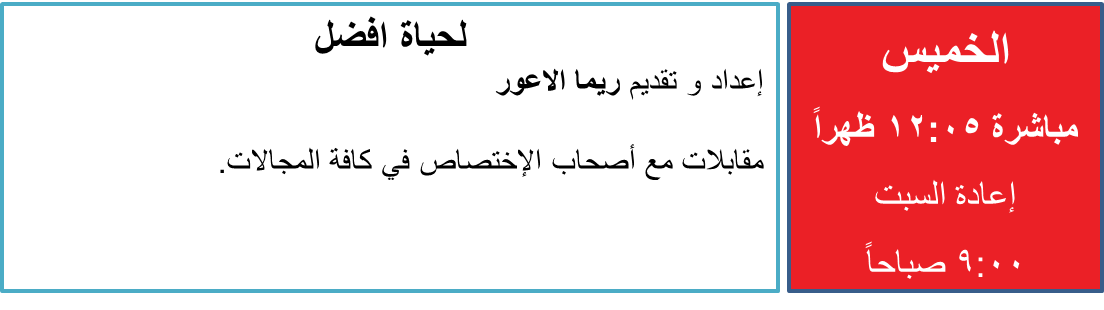 الخميس
مباشرة ١٢:٠٥ ظهراً
إعادة السبت
٩:٠٠ صباحاً
لحياة افضل
إعداد و تقديم ريما الاعور
مقابلات مع أصحاب الإختصاص في كافة المجالات.